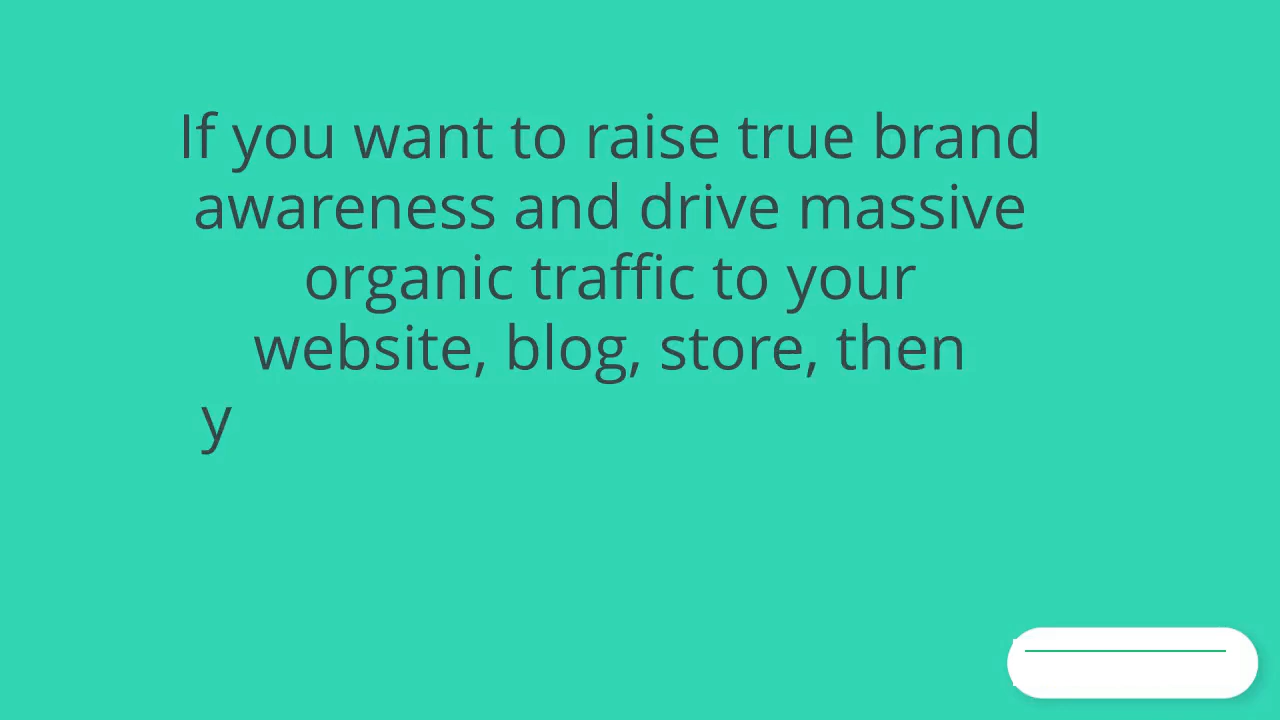 If you want to raise true brand
awareness and drive massive
organic traffic to your
website, blog, store, then
y